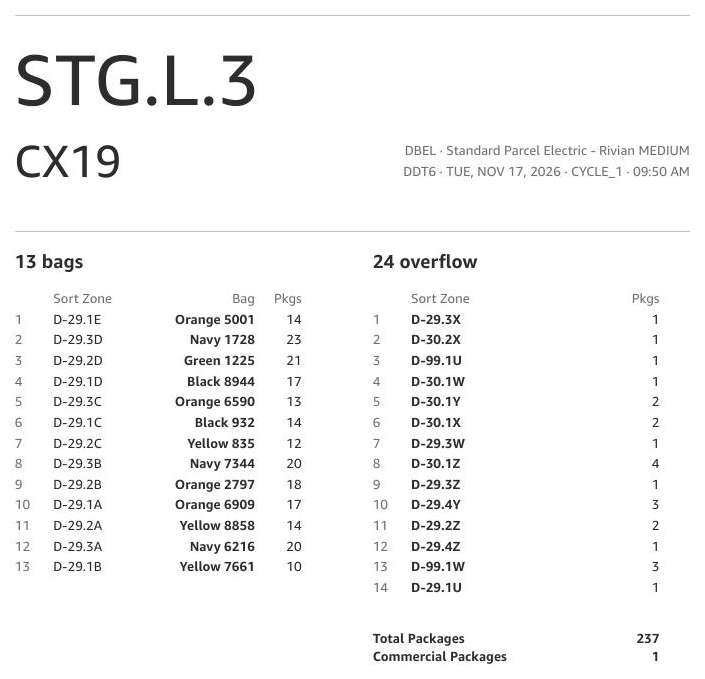 STG.L.3
CX19
DBEL · Standard Parcel Electric - Rivian MEDIUM
DDT6 · TUE, NOV 17, 2026 · CYCLE_1 · 09:50 AM
13 bags
Sort Zone Bag Pkgs
1 D-29.1E Orange 5001 14
2 D-29.3D Navy 1728 23
3 D-29.2D Green 1225 21
4 D-29.1D Black 8944 17
5 D-29.3C Orange 6590 13
6 D-29.1C Black 932 14
7 D-29.2C Yellow 835 12
8 D-29.3B Navy 7344 20
9 D-29.2B Orange 2797 18
10 D-29.1A Orange 6909 17
11 D-29.2A Yellow 8858 14
12 D-29.3A Navy 6216 20
13 D-29.1B Yellow 7661 10
24 overflow
Sort Zone Pkgs
1 D-29.3X 1
2 D-30.2X 1
3 D-99.1U 1
4 D-30.1W 1
5 D-30.1Y 2
6 D-30.1X 2
7 D-29.3W 1
8 D-30.1Z 4
9 D-29.3Z 1
10 D-29.4Y 3
11 D-29.2Z 2
12 D-29.4Z 1
13 D-99.1W 3
14 D-29.1U 1
Total Packages 237
Commercial Packages 1